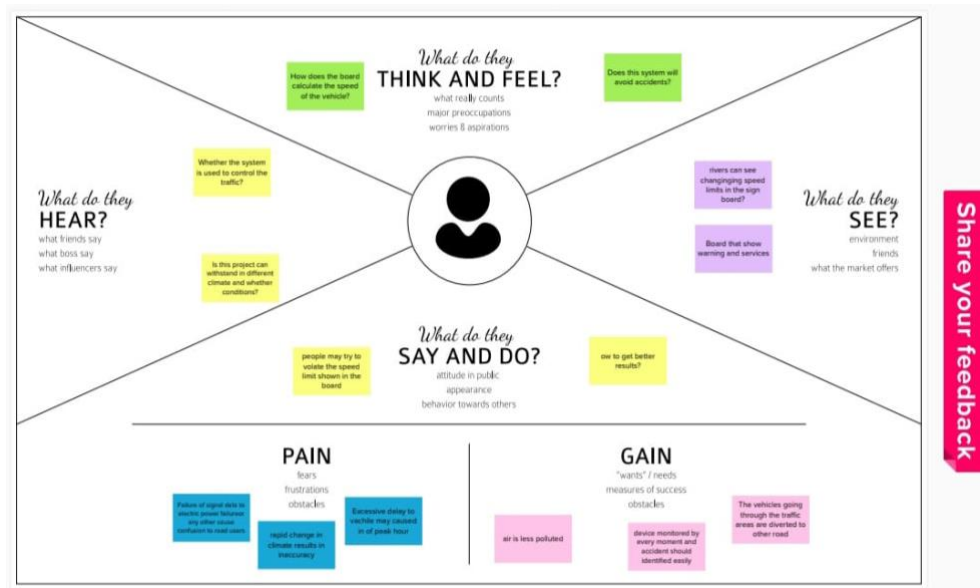 What do they
THINK AND FEEL?
what really counts
major preoccupations
worries & aspirations
How does the board
calculate the speed
of the vehicle?
Does this system will
avoid accidents?
What do they
HEAR?
what friends say
what boss say
what influencers say
Whether the system
is used to control the
traffic?
Is this project can
withstand in different
climate and whether
conditions?
What do they
SEE?
environment
friends
what the market offers
rivers can see
changinging speed
limits in the sign
board?
Board that show
warning and services
What do they
SAY AND DO?
attitude in public
appearance
behavior towards others
people may try to
volate the speed
limit shown in the
board
ow to get better
results?
PAIN
fears
frustrations
obstacles
Failure of signal data to
electric power failureor
any other cause
confusion to road users
repid change in
climate results in
inaccuracy
Excessive delay to
vachile may caused
in of peak hour
GAIN
"wants" / needs
measures of success
obstacles
air is less polluted
device monitored by
every moment and
accident should
identified easily
The vehicles going
through the traffic
areas are diverted to
other road
Share your feedback